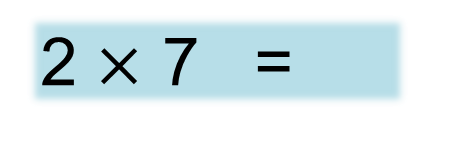 2 × 7 =